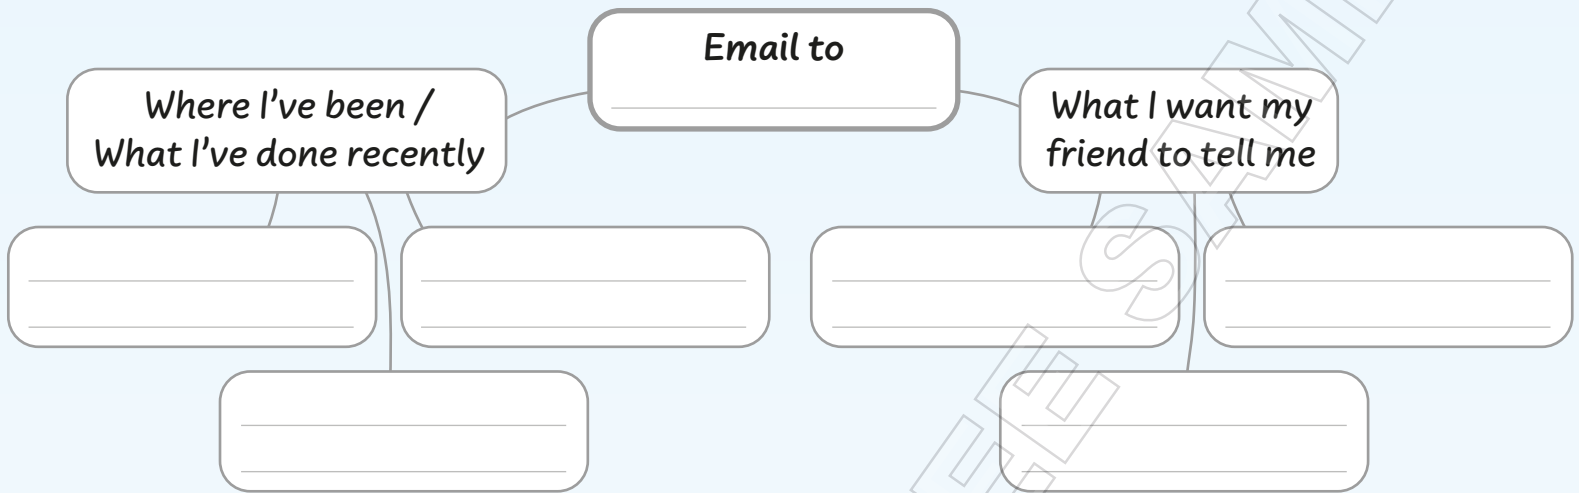 Email to
Where I've been /
What I've done recently
What I want my
friend to tell me